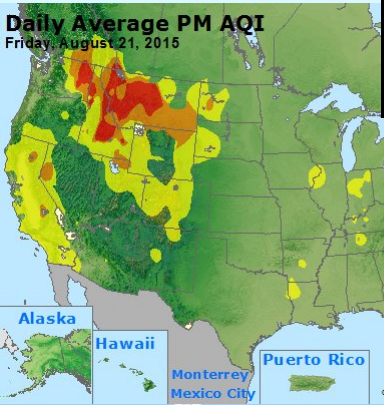 Daily Average PM AQI
Friday, August 21, 2015
Alaska
Hawaii
Monterrey
Mexico City
Puerto Rico